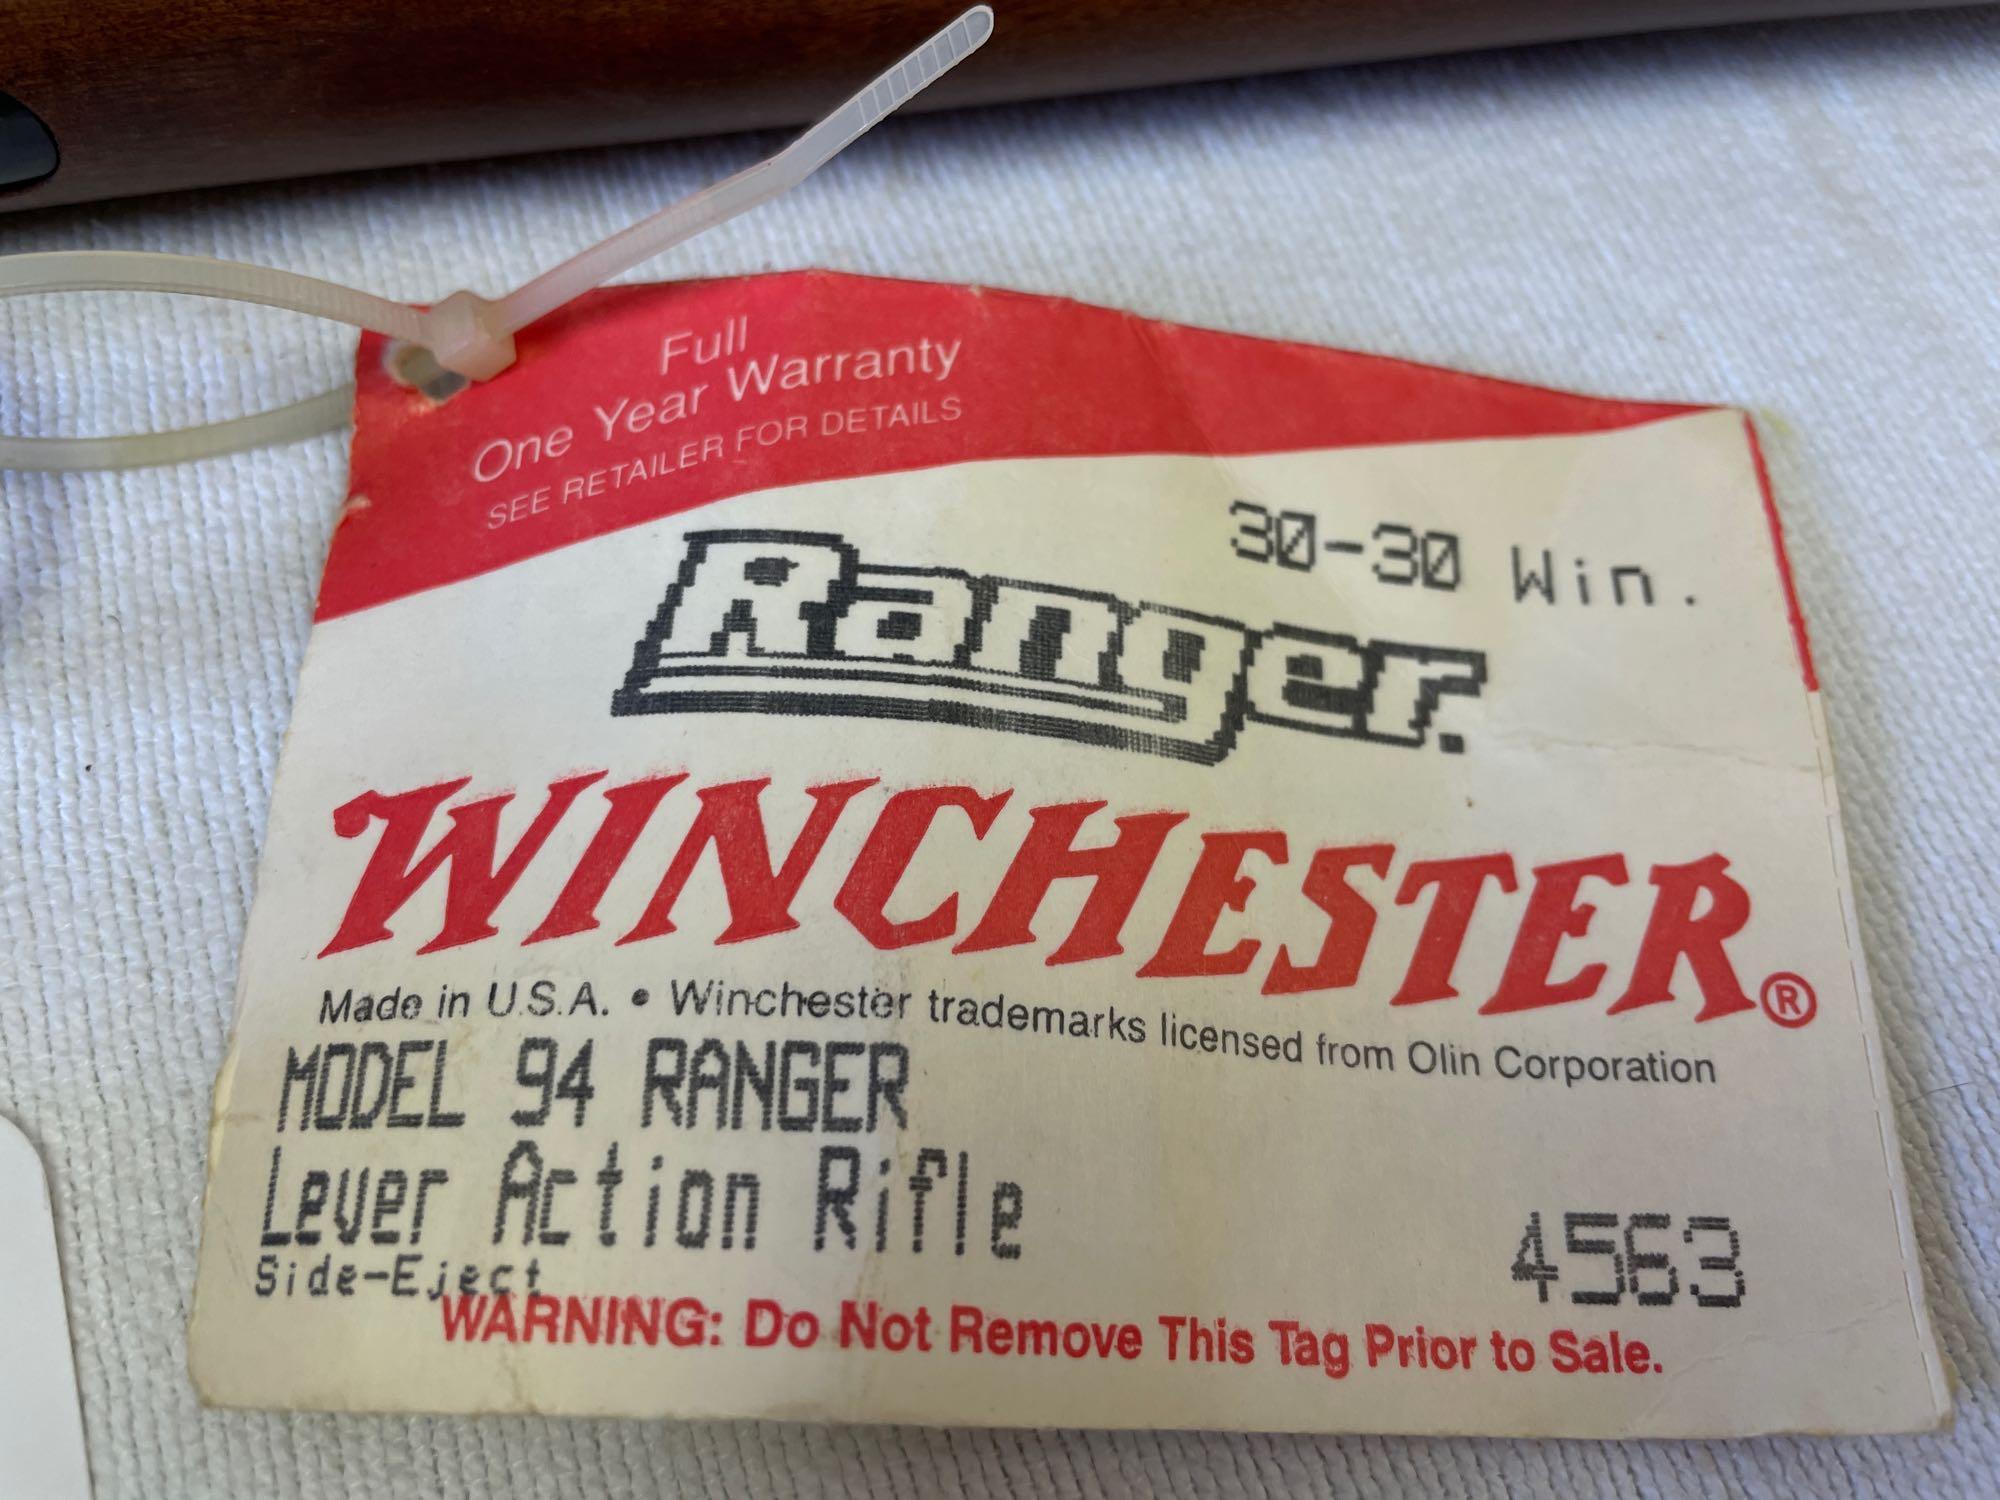 Full
One Year Warranty
SEE RETAILER FOR DETAILS
30-30 Win.
Ranger.
WINCHESTER®
Made in U.S.A. • Winchester trademarks licensed from Olin Corporation
MODEL 94 RANGER
Lever Action Rifle
4563
Side-Eject
WARNING: Do Not Remove This Tag Prior to Sale.